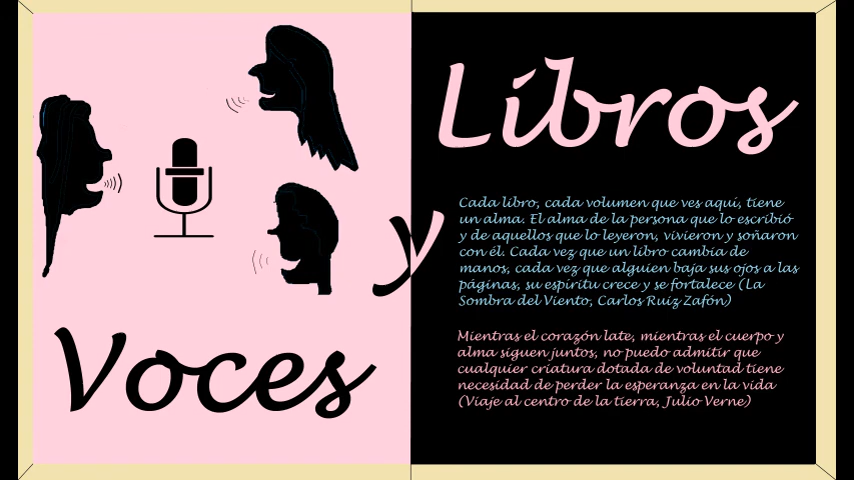 Voces
y
Libros
Cada libro, cada volumen que ves aquí, tiene
un alma. El alma de la persona que lo escribió
y de aquellos que lo leyeron, vivieron y soñaron
con él. Cada vez que un libro cambia de
manos, cada vez que alguien baja sus ojos a las
páginas, su espíritu crece y se fortalece (La
Sombra del Viento, Carlos Ruiz Zafón)
Mientras el corazón late, mientras el cuerpo y
alma siguen juntos, no puedo admitir que
cualquier criatura dotada de voluntad tiene
necesidad de perder la esperanza en la vida
(Viaje al centro de la tierra, Julio Verne)